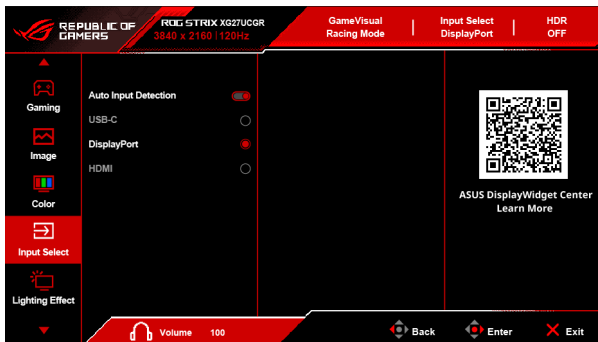 REPUBLIC OF
GAMERS
ROG STRIX XG27UCGR
3840 x 2160 | 120Hz
GameVisual
Racing Mode
Input Select
DisplayPort
HDR
OFF
Gaming
Image
Color
Input Select
Lighting Effect
Auto Input Detection
USB-C
DisplayPort
HDMI
ASUS DisplayWidget Center
Learn More
Volume 100
Back
Enter
Exit